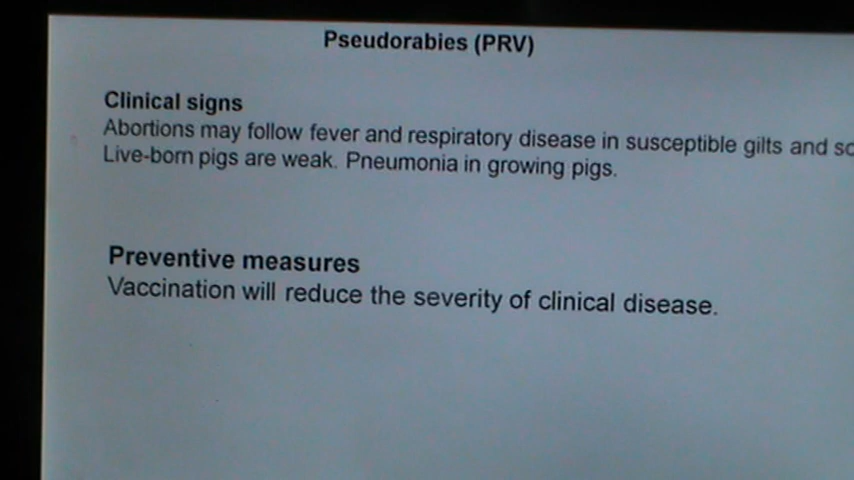 Pseudorabies (PRV)
Clinical signs
Abortions may follow fever and respiratory disease in susceptible gilts and
Live-born pigs are weak. Pneumonia in growing pigs.
Preventive measures
Vaccination will reduce the severity of clinical disease.